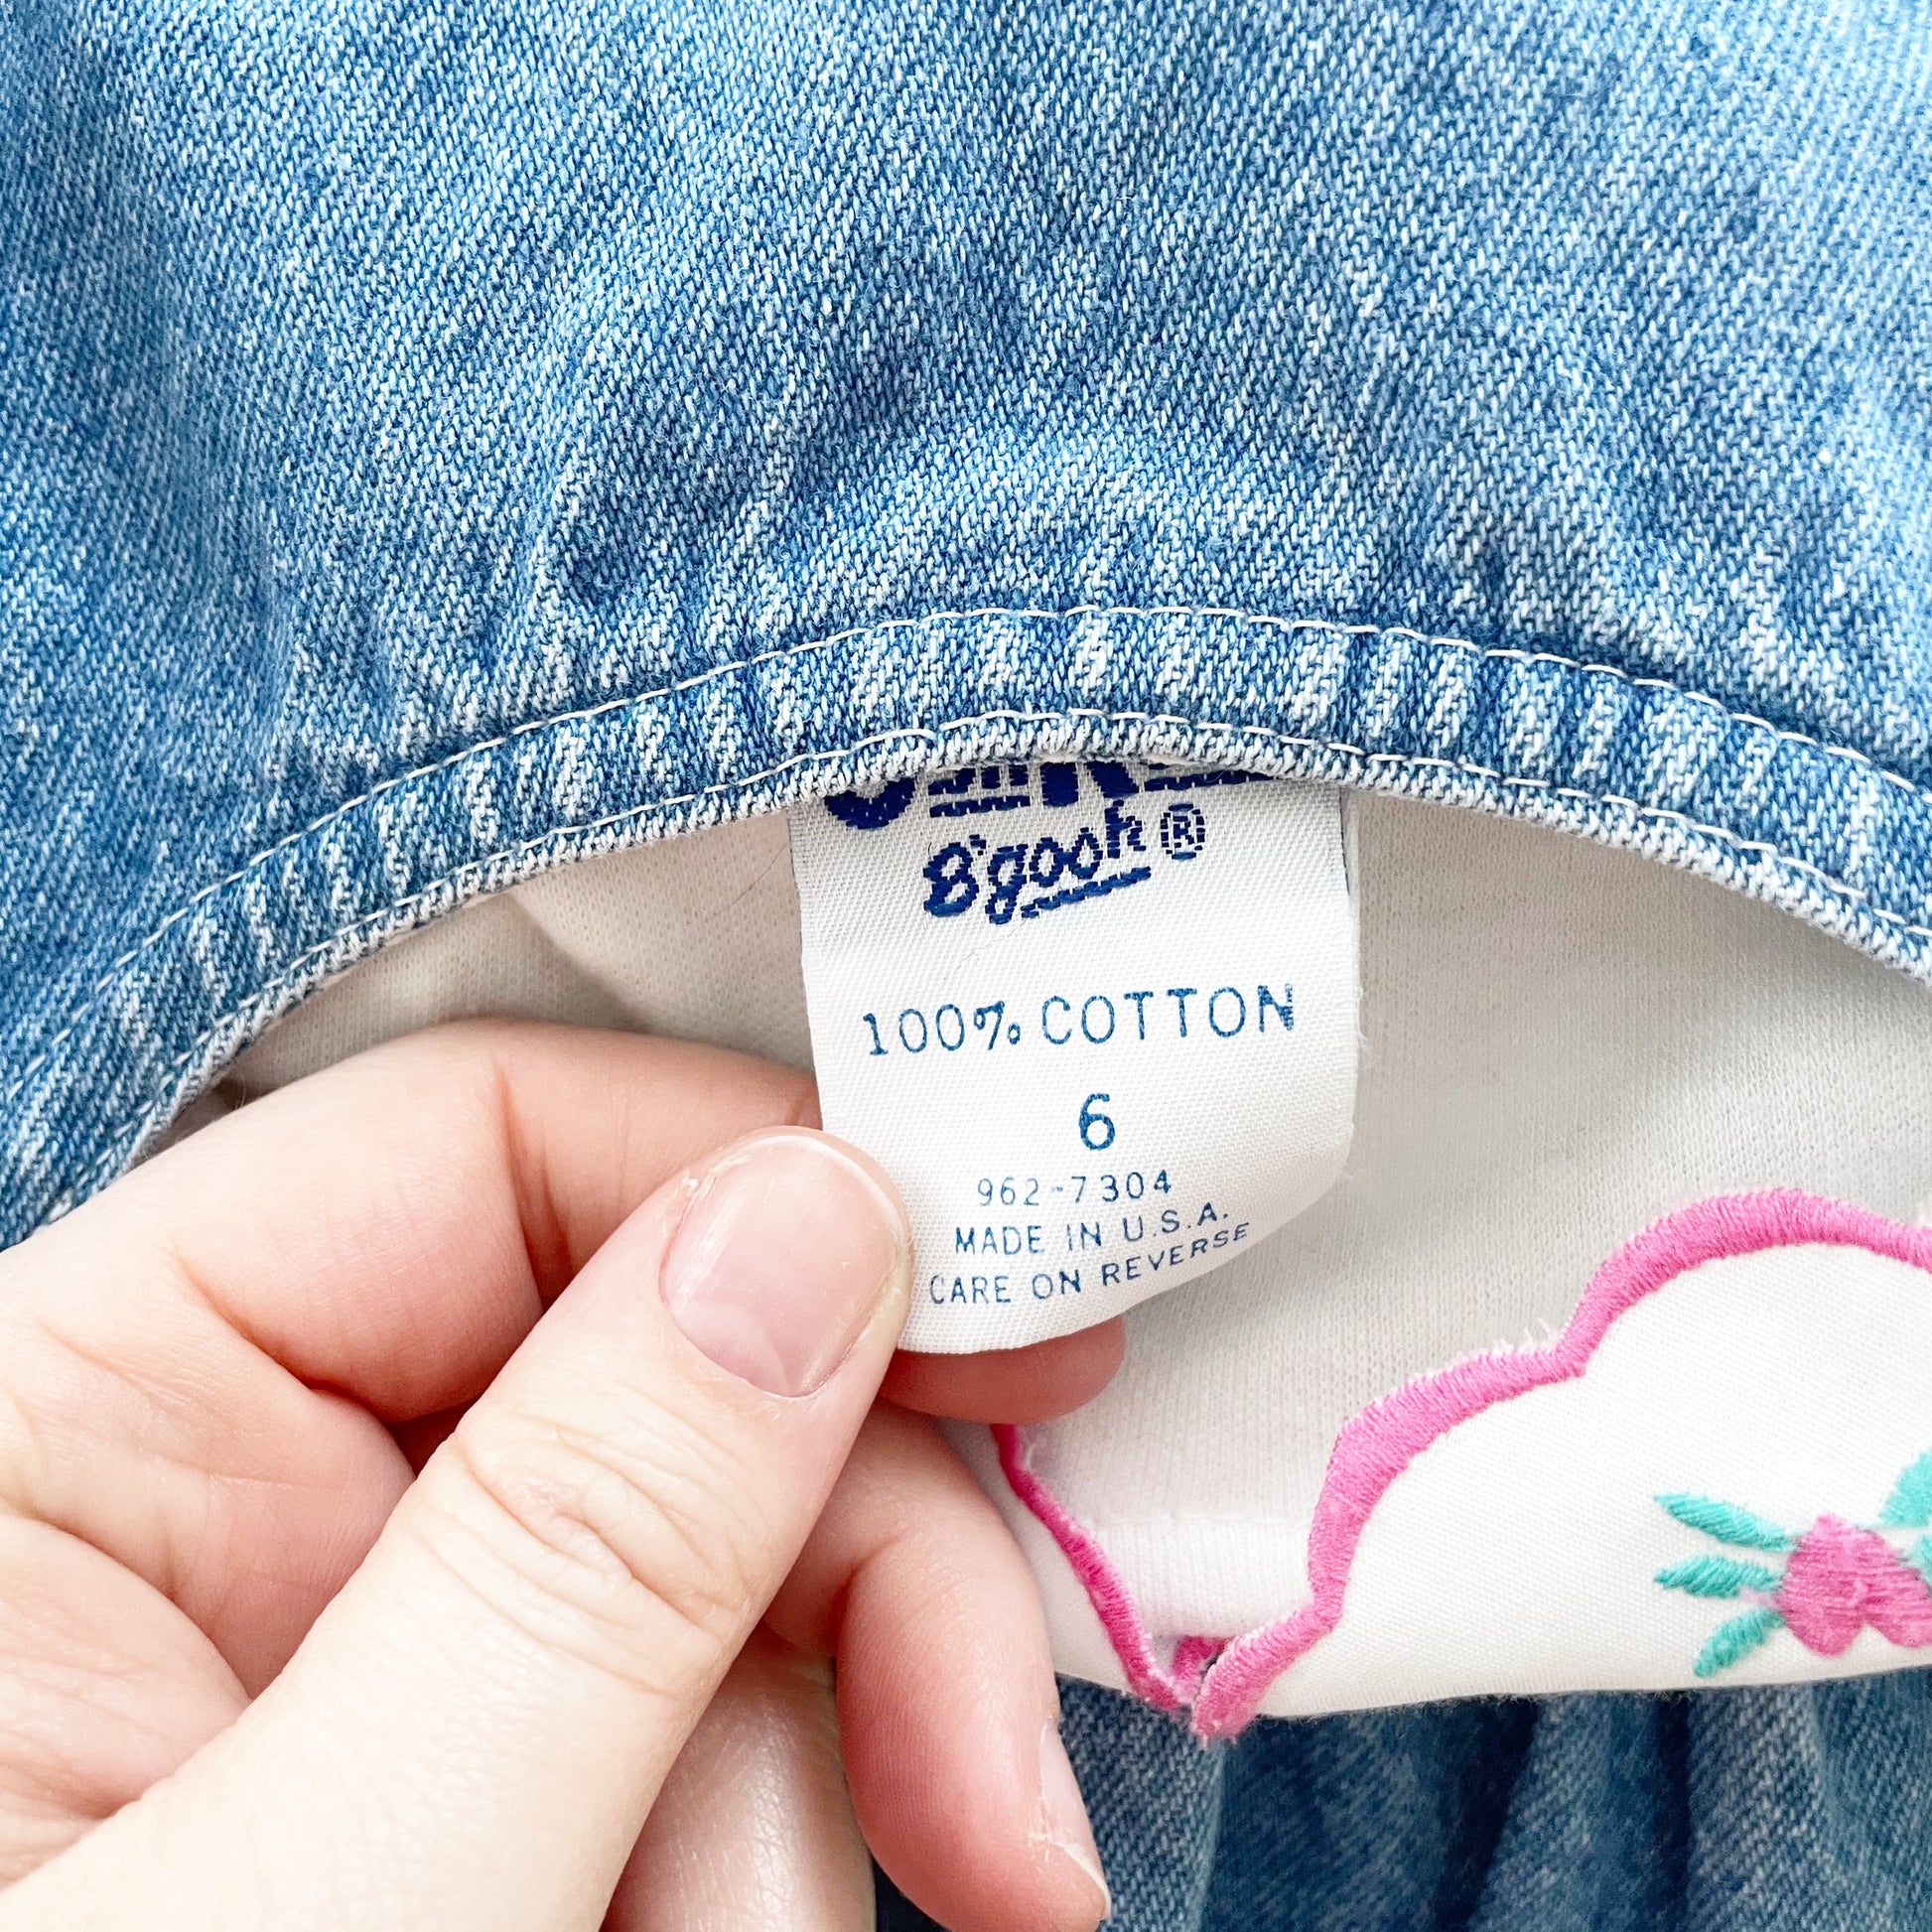 B'gosh®
100% COTTON
6
962-7304
MADE IN U.S.A.
CARE ON REVERSE